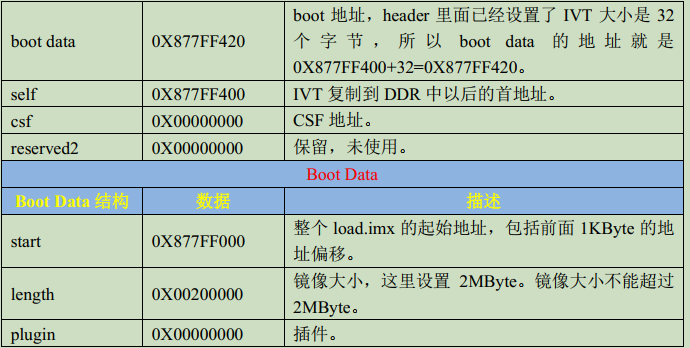 boot 地址，header 里面已经设置了 IVT 大小是 32
boot data 0X877FF420 个字节，所以 boot data 的地址就是
0X877FF400+32=0X877FF420。
self 0X877FF400 IVT 复制到 DDR 中以后的首地址。
csf 0X00000000 CSF 地址。
reserved2 0X00000000 保留，未使用。
Boot Data
Boot Data 结构 数据 描述
start 0X877FF000 整个 load.imx 的起始地址，包括前面 1KByte 的地
址偏移。
length 0X00200000 镜像大小，这里设置 2MByte。镜像大小不能超过
2MByte。
plugin 0X00000000 插件。